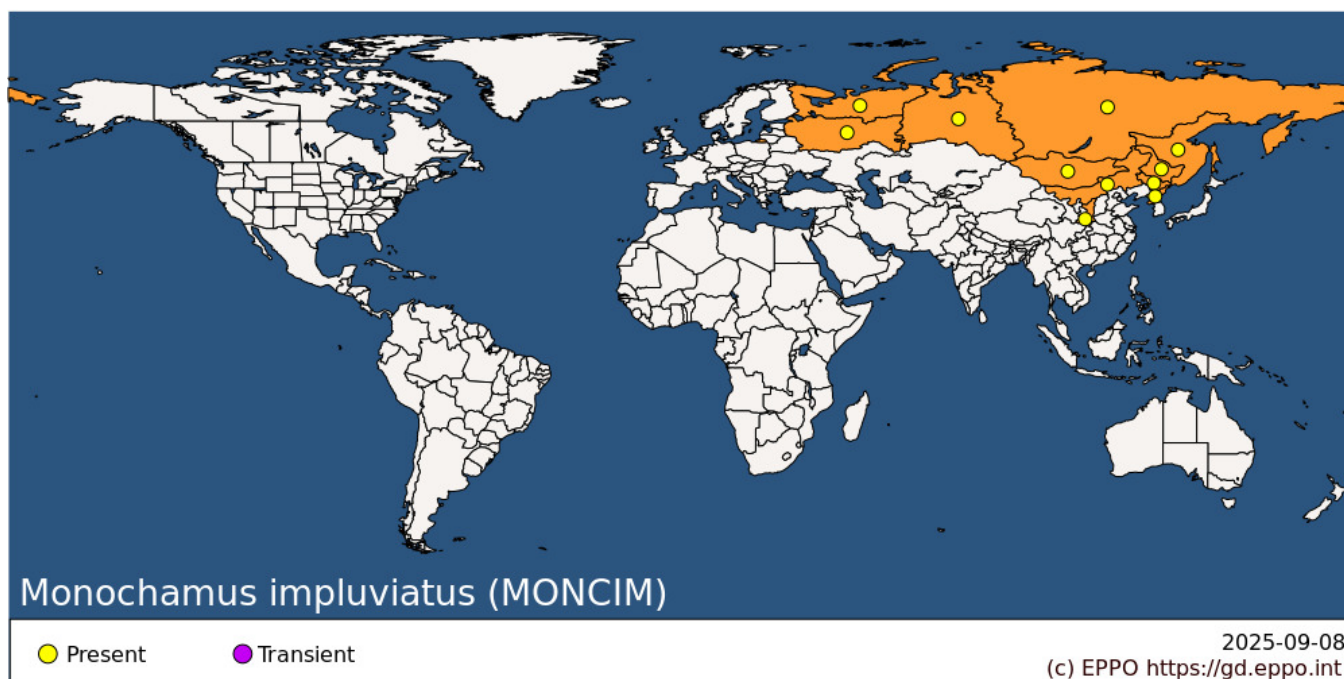 Monochamus impluviatus (MONCIM)
Present
Transient
2025-09-08
(c) EPPO https://gd.eppo.int